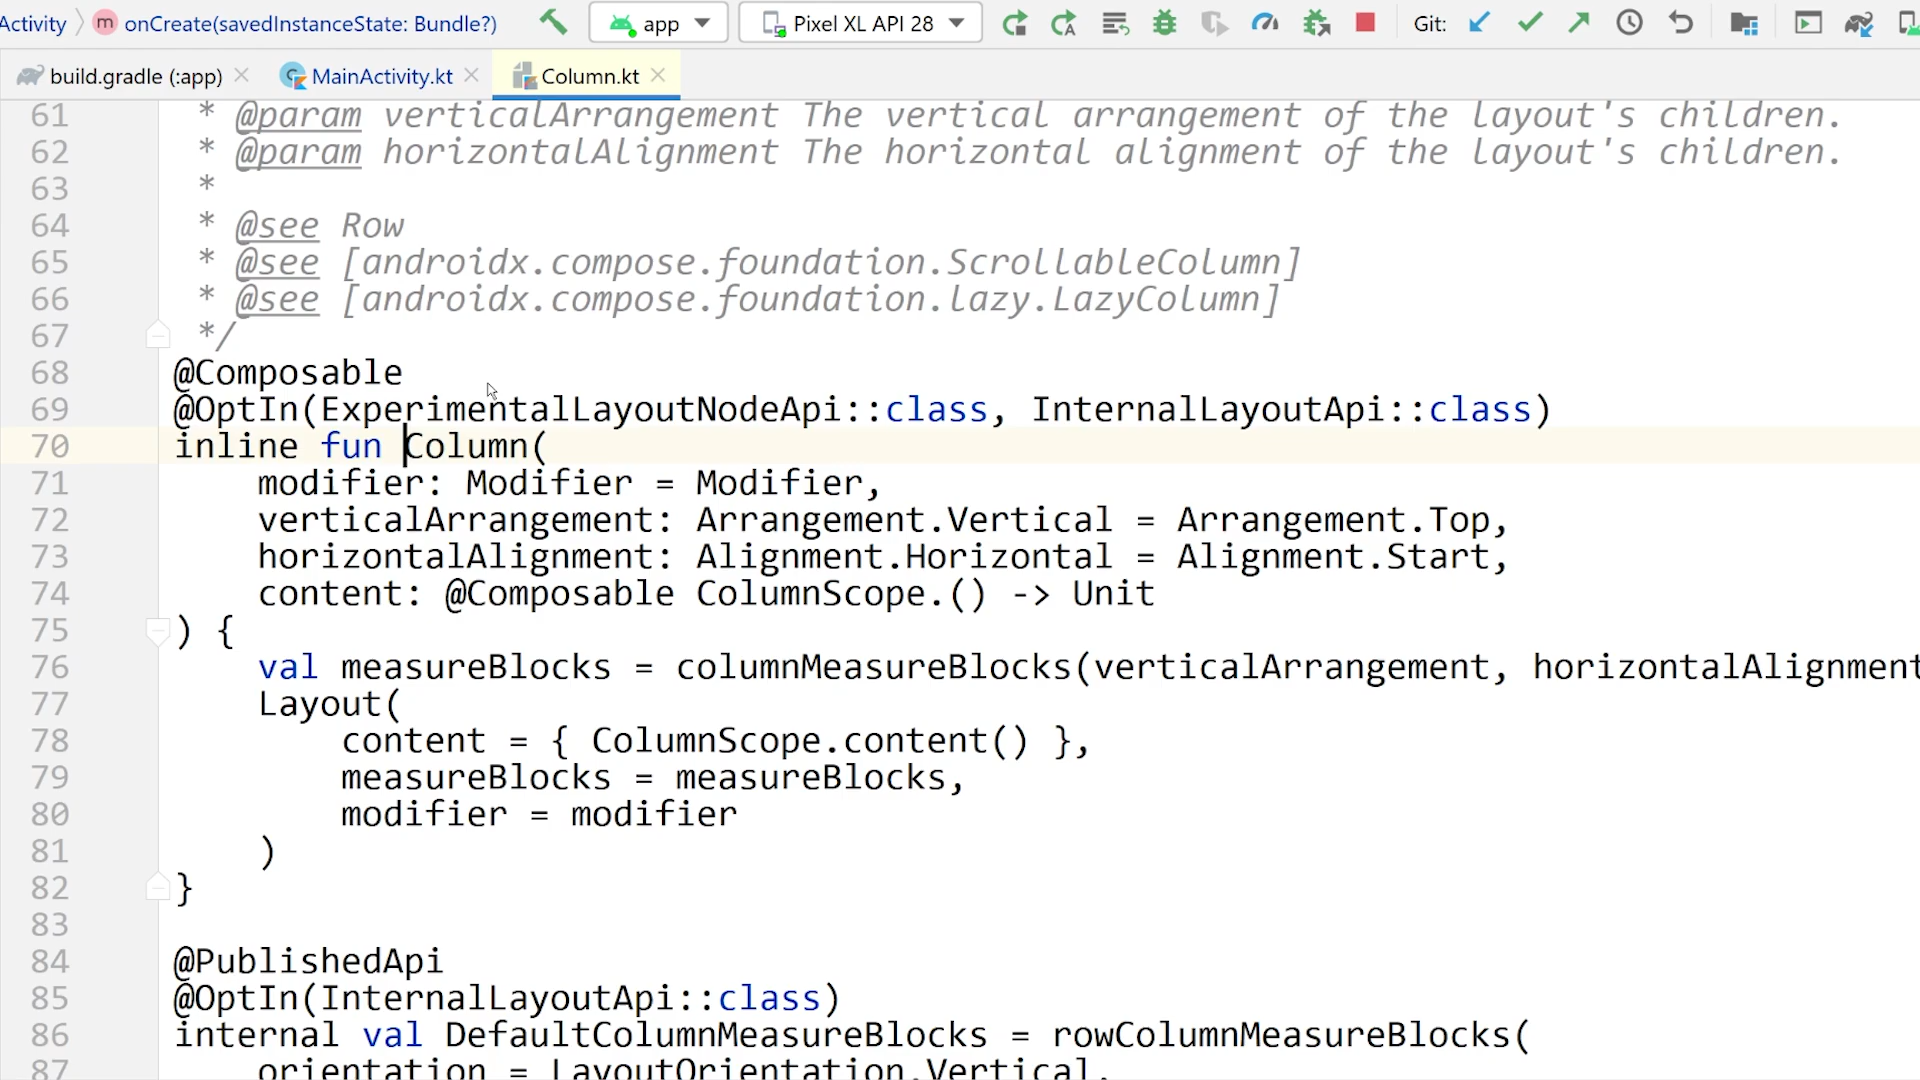 Activity
onCreate(savedInstanceState: Bundle?)
app
Pixel XL API 28
Git:
build.gradle (:app)
MainActivity.kt
Column.kt
61 * @param verticalArrangement The vertical arrangement of the layout's children.
62 * @param horizontalAlignment The horizontal alignment of the layout's children.
63 *
64 * @see Row
65 * @see [androidx.compose.foundation.ScrollableColumn]
66 * @see [androidx.compose.foundation.lazy.LazyColumn]
67 */
68 @Composable
69 @OptIn(ExperimentalLayoutNodeApi::class, InternalLayoutApi::class)
70 inline fun Column(
71 modifier: Modifier = Modifier,
72 verticalArrangement: Arrangement.Vertical = Arrangement.Top,
73 horizontalAlignment: Alignment.Horizontal = Alignment.Start,
74 content: @Composable ColumnScope.() -> Unit
75 ) {
76 val measureBlocks = columnMeasureBlocks(verticalArrangement, horizontalAlignment
77 Layout(
78 content = { ColumnScope.content() },
79 measureBlocks = measureBlocks,
80 modifier = modifier
81 )
82 }
83
84 @PublishedApi
85 @OptIn(InternalLayoutApi::class)
86 internal val DefaultColumnMeasureBlocks = rowColumnMeasureBlocks(
87 orientation = LayoutOrientation.Vertical,